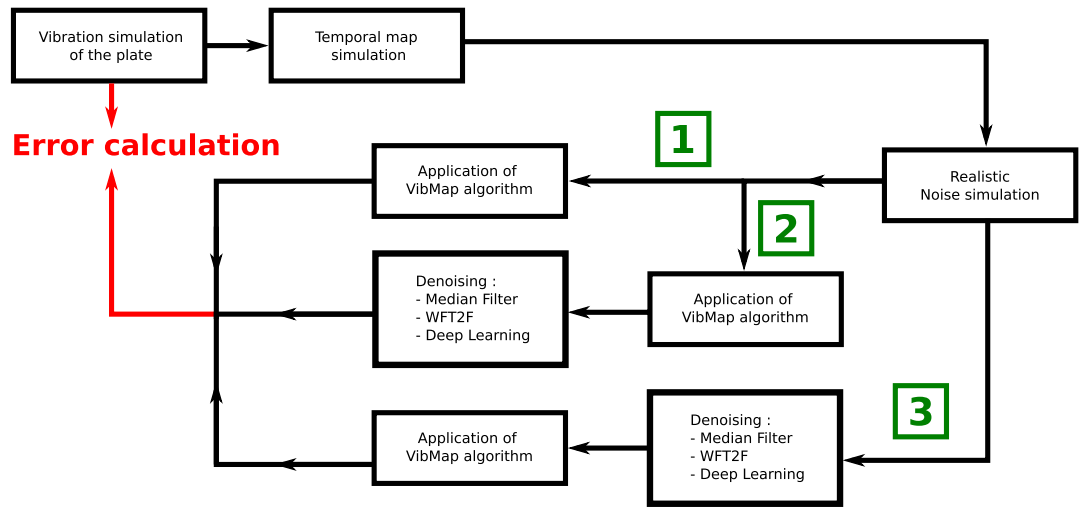 Vibration simulation
of the plate
Temporal map
simulation
Error calculation
1
Application of
VibMap algorithm
Realistic
Noise simulation
2
Denoising :
- Median Filter
- WFT2F
- Deep Learning
Application of
VibMap algorithm
3
Application of
VibMap algorithm
Denoising :
- Median Filter
- WFT2F
- Deep Learning